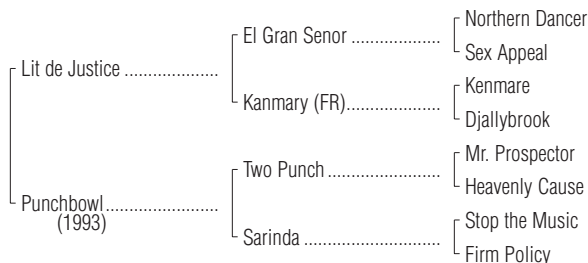 Northern Dancer
El Gran Senor ....................
Sex Appeal
Lit de Justice ......................
Kenmare
Kanmary (FR)......................
Djallybrook
Mr. Prospector
Two Punch ..........................
Heavenly Cause
Punchbowl..........................
(1993)
Stop the Music
Sarinda ................................
Firm Policy